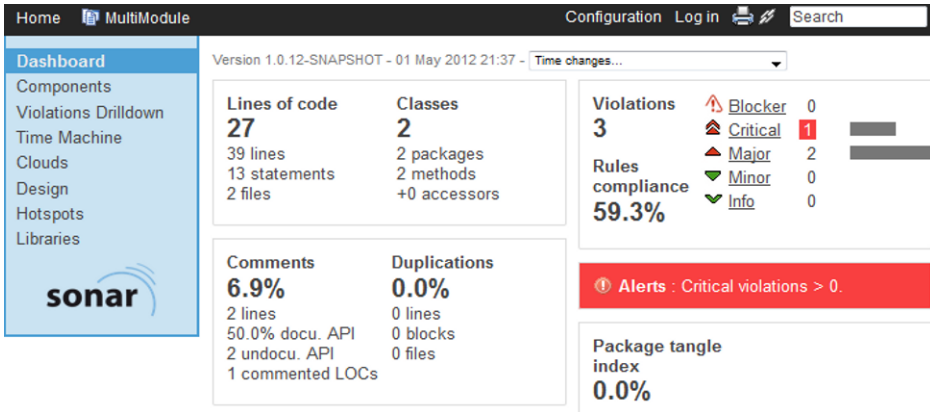 Home MultiModule Configuration Log in Search
Dashboard
Components
Violations Drilldown
Time Machine
Clouds
Design
Hotspots
Libraries
sonar
Version 1.0.12-SNAPSHOT - 01 May 2012 21:37 - Time changes...
Lines of code
27
39 lines
13 statements
2 files
Classes
2
2 packages
2 methods
+0 accessors
Comments
6.9%
2 lines
50.0% docu. API
2 undocu. API
1 commented LOCs
Duplications
0.0%
0 lines
0 blocks
0 files
Violations
3
Rules
compliance
59.3%
Blocker 0
Critical 1
Major 2
Minor 0
Info 0
Alerts : Critical violations > 0.
Package tangle
index
0.0%